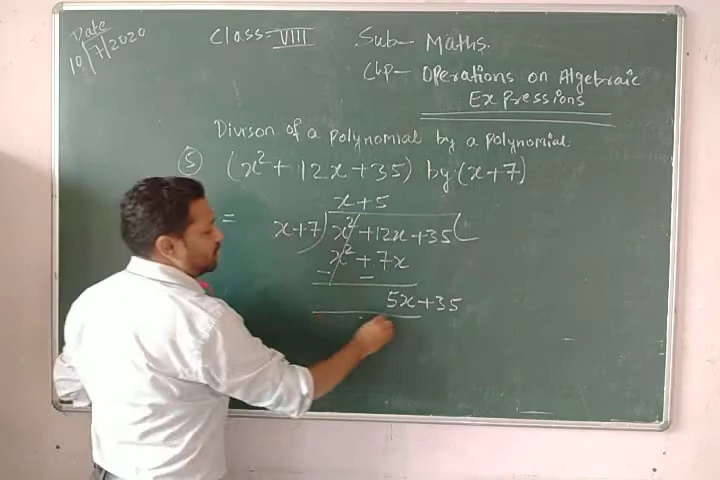 Date
10/7/2020
Class = VIII
Sub- Maths.
Chp- Operations on Algebraic
Expressions
Divison of a polynomial by a polynomial
5 (x² + 12x + 35) by (x + 7)
x + 5
= x+7) x² + 12x + 35 (
x² + 7x
- -
5x + 35